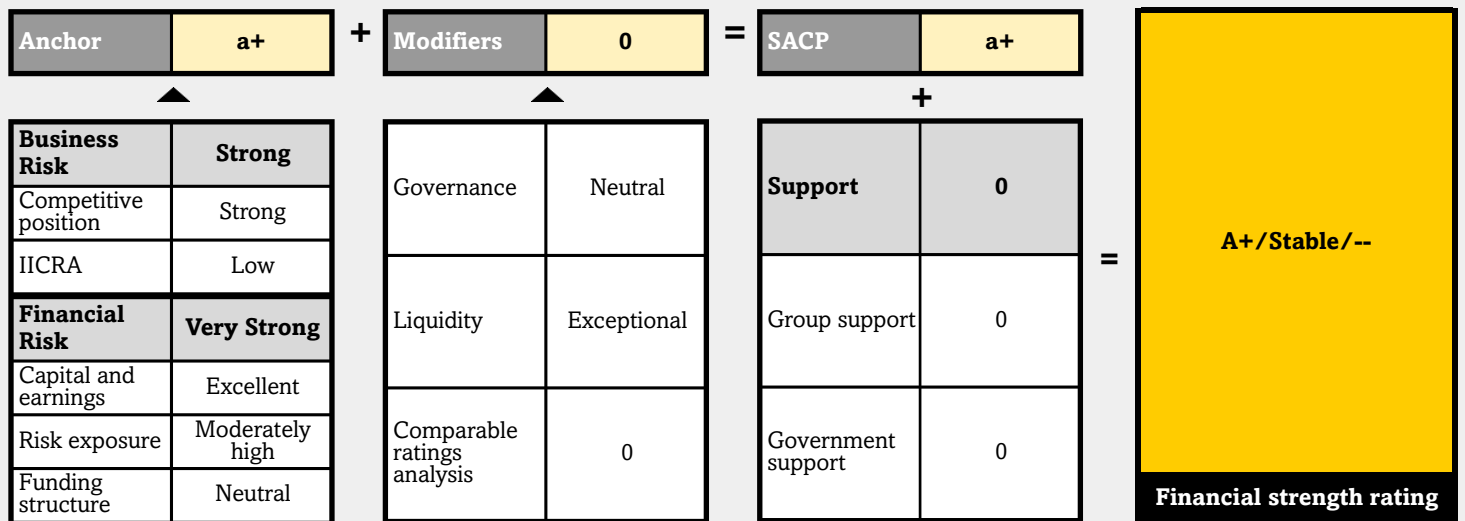 Anchor a+ + Modifiers 0 = SACP a+
+
Business Risk Strong
Competitive position Strong
IICRA Low
Financial Risk Very Strong
Capital and earnings Excellent
Risk exposure Moderately high
Funding structure Neutral
Governance Neutral
Liquidity Exceptional
Comparable ratings analysis 0
Support 0
Group support 0
Government support 0
=
A+/Stable/--
Financial strength rating